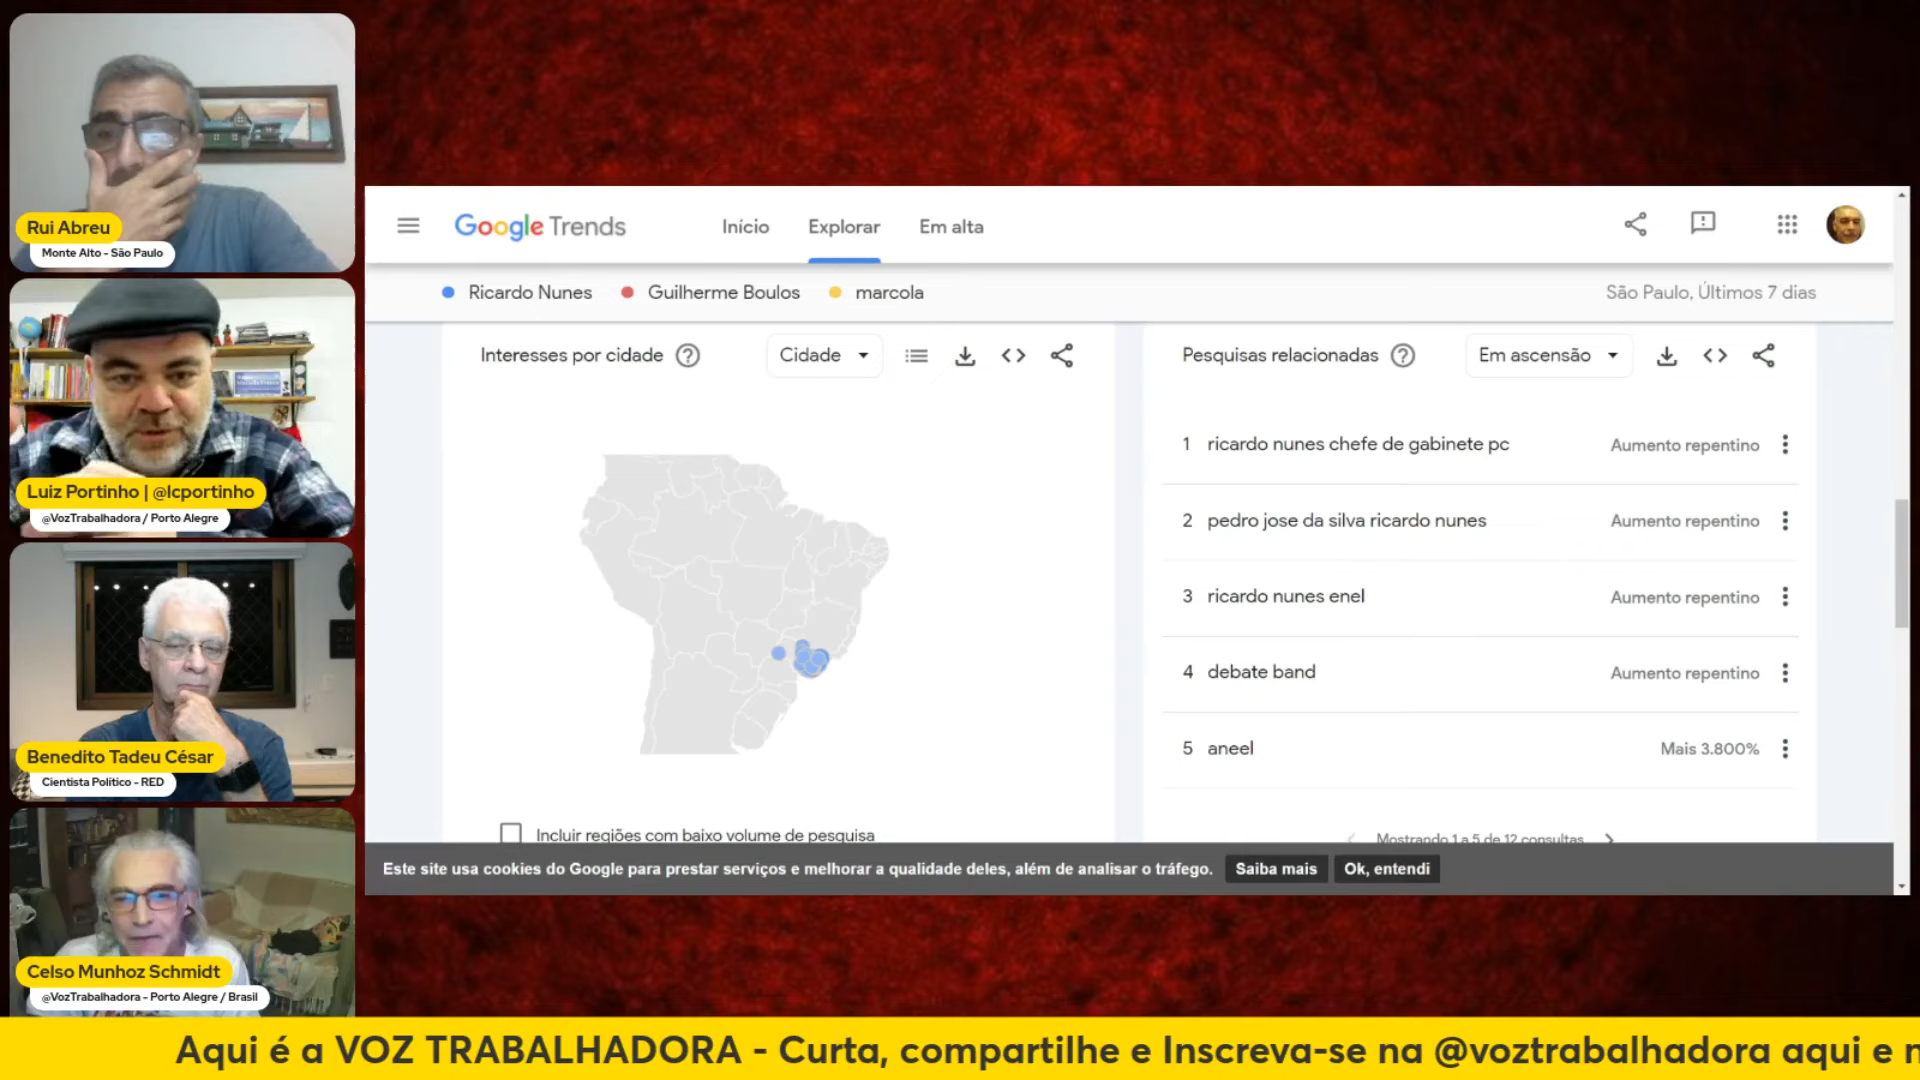 Rui Abreu
Monte Alto - São Paulo
Luiz Portinho | @lcportinho
@VozTrabalhadora / Porto Alegre
Benedito Tadeu César
Cientista Político - RED
Celso Munhoz Schmidt
@VozTrabalhadora - Porto Alegre / Brasil
Google Trends Início Explorar Em alta
Ricardo Nunes Guilherme Boulos marcola São Paulo, Últimos 7 dias
Interesses por cidade Cidade
Incluir regiões com baixo volume de pesquisa
Pesquisas relacionadas Em ascensão
1 ricardo nunes chefe de gabinete pc Aumento repentino
2 pedro jose da silva ricardo nunes Aumento repentino
3 ricardo nunes enel Aumento repentino
4 debate band Aumento repentino
5 aneel Mais 3.800%
Mostrando 1 a 5 de 12 consultas
Este site usa cookies do Google para prestar serviços e melhorar a qualidade deles, além de analisar o tráfego. Saiba mais Ok, entendi
Aqui é a VOZ TRABALHADORA - Curta, compartilhe e Inscreva-se na @voztrabalhadora aqui e n